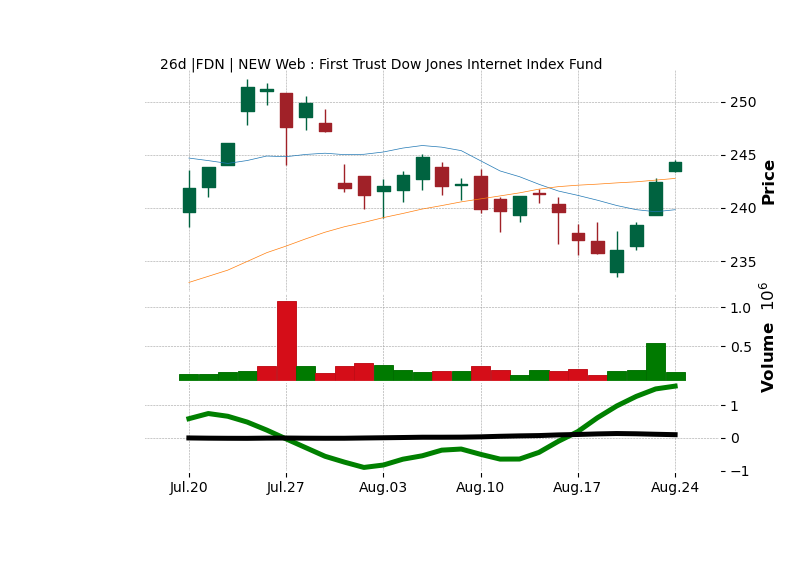 26d |FDN | NEW Web : First Trust Dow Jones Internet Index Fund
250
245
240
235
Price
1.0
0.5
Volume 10^6
1
0
−1
Jul.20 Jul.27 Aug.03 Aug.10 Aug.17 Aug.24